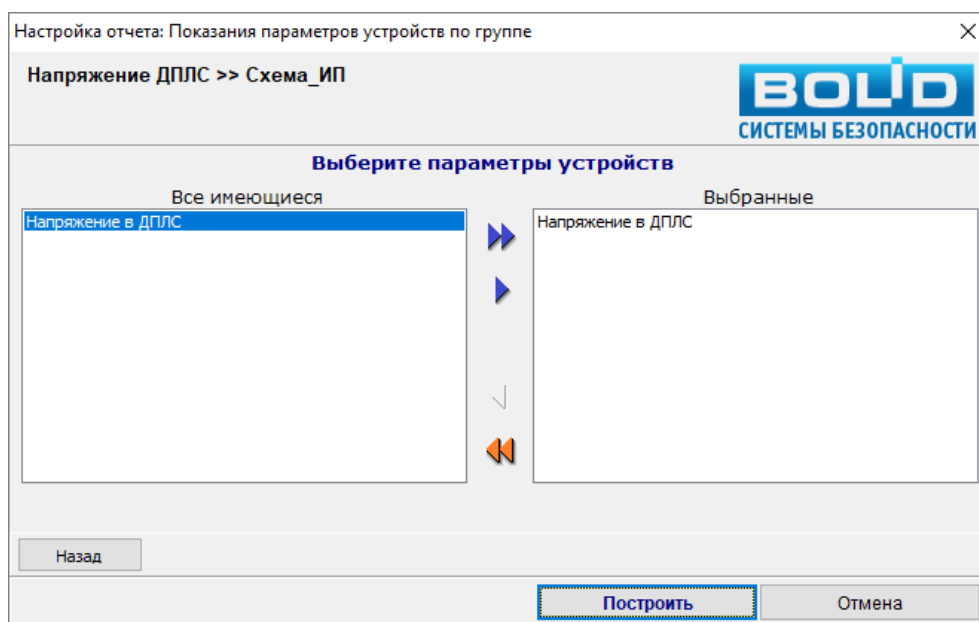 Настройка отчета: Показания параметров устройств по группе
Напряжение ДПЛС >> Схема_ИП
BOLID
СИСТЕМЫ БЕЗОПАСНОСТИ
Выберите параметры устройств
Все имеющиеся
Выбранные
Напряжение в ДПЛС
Напряжение в ДПЛС
Назад
Построить
Отмена